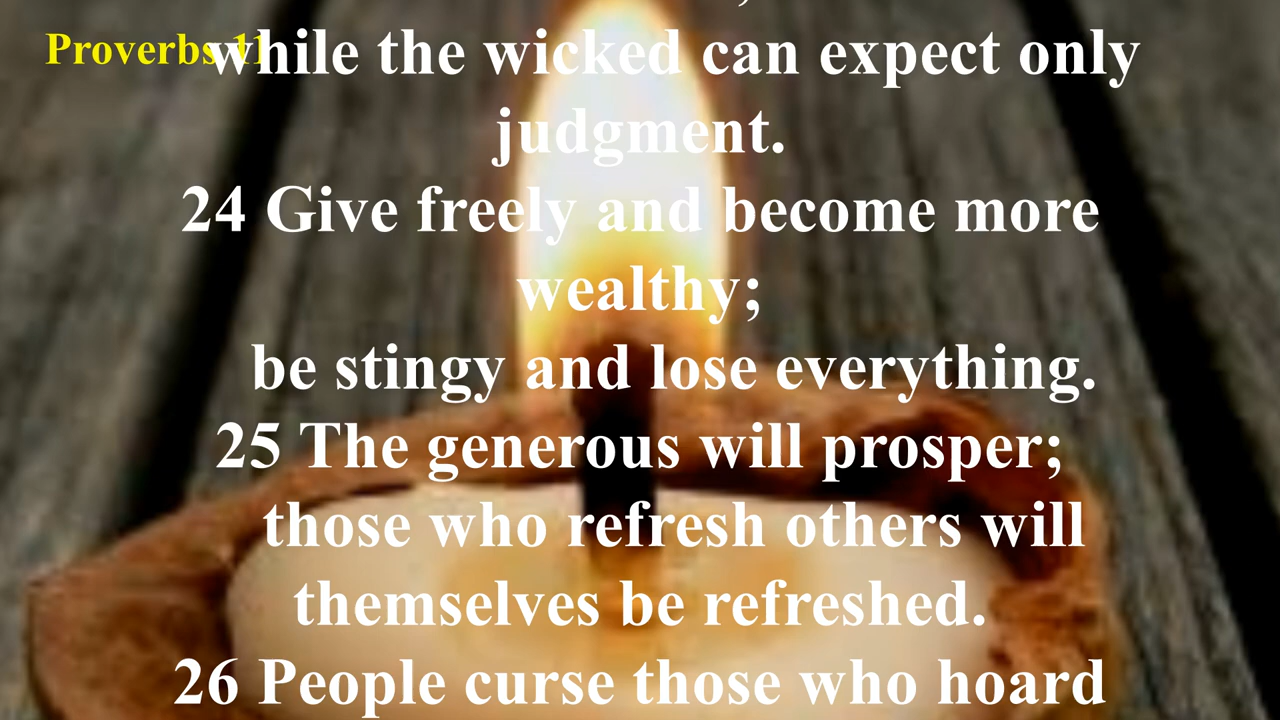 Proverbs 11
while the wicked can expect only
judgment.
24 Give freely and become more
wealthy;
be stingy and lose everything.
25 The generous will prosper;
those who refresh others will
themselves be refreshed.
26 People curse those who hoard